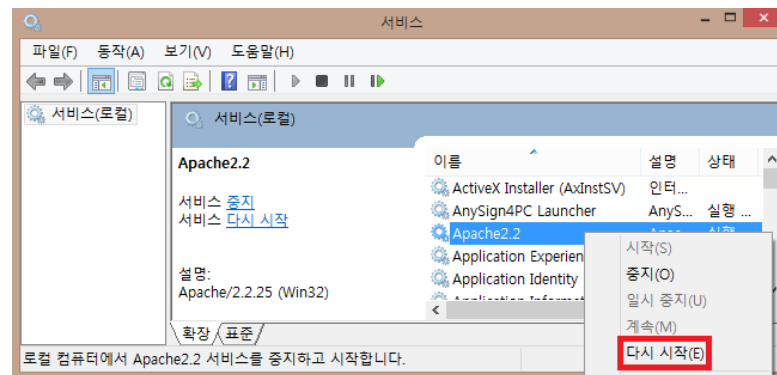 서비스
파일(F) 동작(A) 보기(V) 도움말(H)
서비스(로컬)
서비스(로컬)
Apache2.2
서비스 중지
서비스 다시 시작
설명:
Apache/2.2.25 (Win32)
이름 설명 상태
ActiveX Installer (AxInstSV) 인터...
AnySign4PC Launcher AnyS... 실행 ...
Apache2.2
Application Experien
Application Identity
시작(S)
중지(O)
일시 중지(U)
계속(M)
다시 시작(E)
확장 표준
로컬 컴퓨터에서 Apache2.2 서비스를 중지하고 시작합니다.